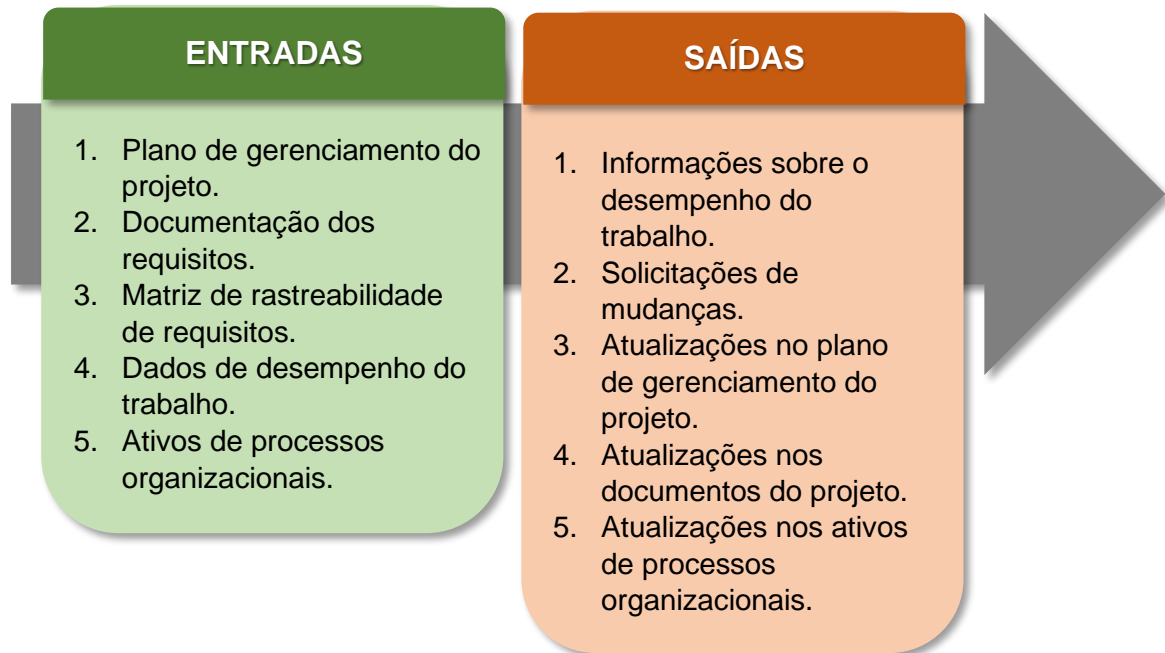 ENTRADAS
1. Plano de gerenciamento do
projeto.
2. Documentação dos
requisitos.
3. Matriz de rastreabilidade
de requisitos.
4. Dados de desempenho do
trabalho.
5. Ativos de processos
organizacionais.
SAÍDAS
1. Informações sobre o
desempenho do
trabalho.
2. Solicitações de
mudanças.
3. Atualizações no plano
de gerenciamento do
projeto.
4. Atualizações nos
documentos do projeto.
5. Atualizações nos ativos
de processos
organizacionais.